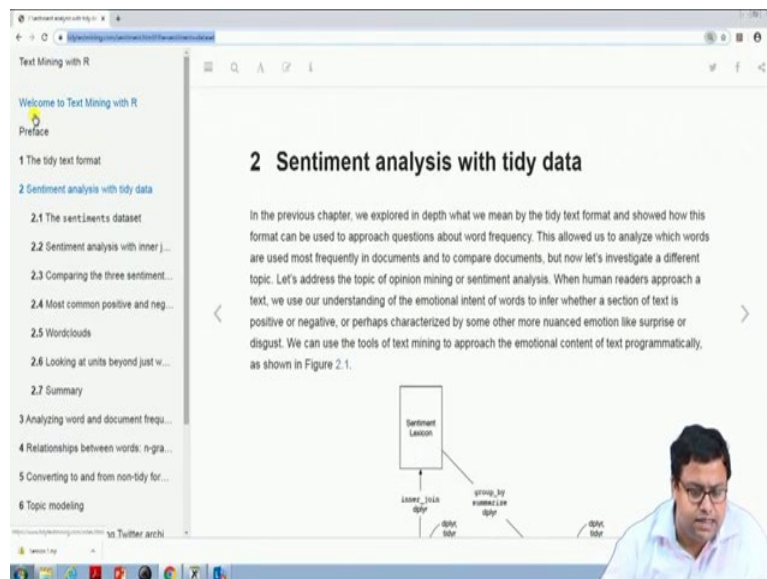 Text Mining with R
Welcome to Text Mining with R
Preface
1 The tidy text format
2 Sentiment analysis with tidy data
2.1 The sentiments dataset
2.2 Sentiment analysis with inner j...
2.3 Comparing the three sentiment...
2.4 Most common positive and neg...
2.5 Wordclouds
2.6 Looking at units beyond just w...
2.7 Summary
3 Analyzing word and document frequ...
4 Relationships between words: n-gra...
5 Converting to and from non-tidy for...
6 Topic modeling
Twitter archi
2 Sentiment analysis with tidy data
In the previous chapter, we explored in depth what we mean by the tidy text format and showed how this
format can be used to approach questions about word frequency. This allowed us to analyze which words
are used most frequently in documents and to compare documents, but now let's investigate a different
topic. Let's address the topic of opinion mining or sentiment analysis. When human readers approach a
text, we use our understanding of the emotional intent of words to infer whether a section of text is
positive or negative, or perhaps characterized by some other more nuanced emotion like surprise or
disgust. We can use the tools of text mining to approach the emotional content of text programmatically,
as shown in Figure 2.1.
Sentiment
Lexicon
inner_join
dplyr
group_by
summarize
dplyr
dplyr,
tidyr
dplyr,
tidyr